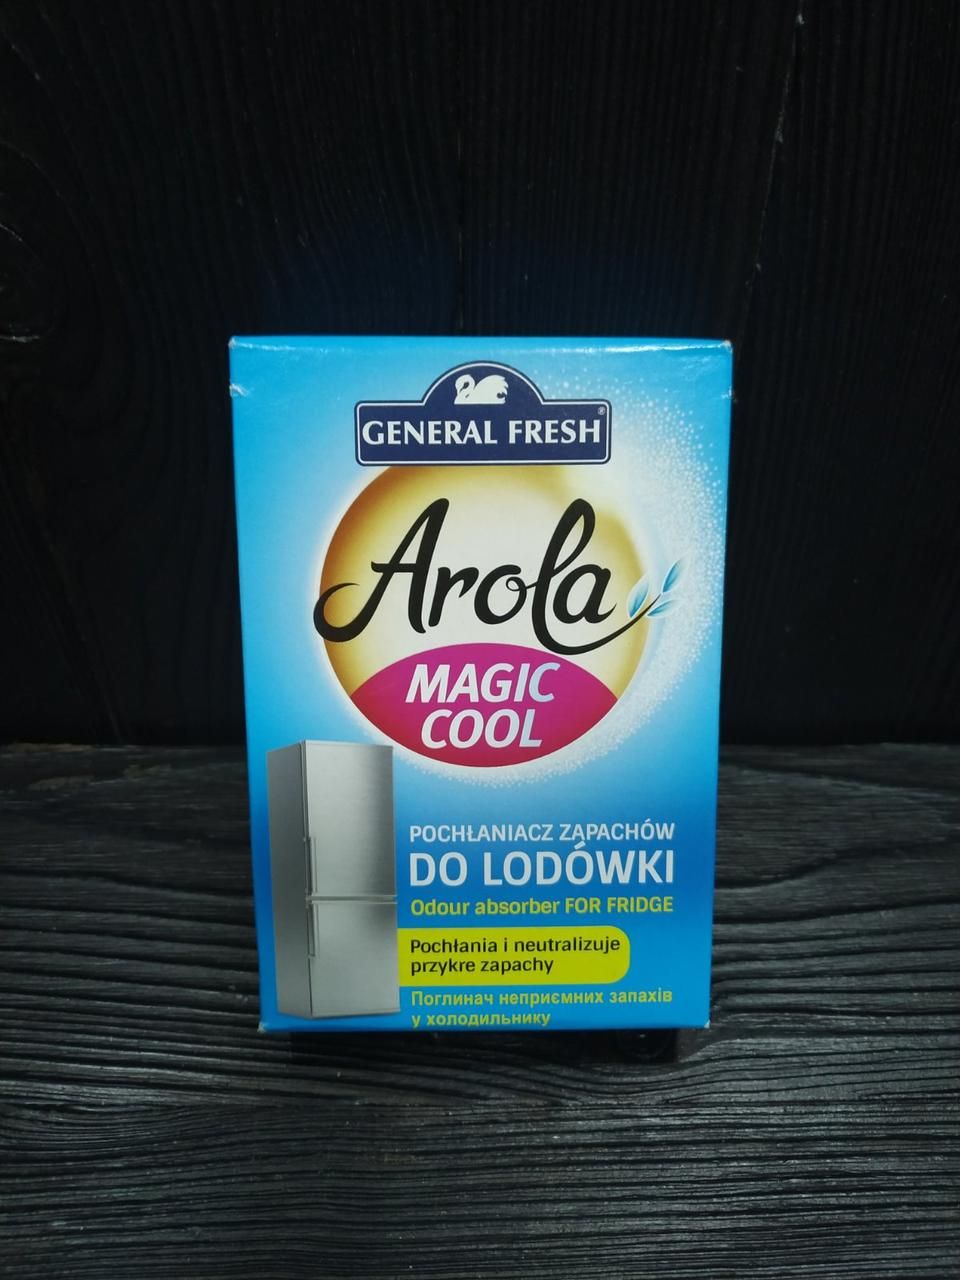 GENERAL FRESH®
Arola
MAGIC
COOL
POCHŁANIACZ ZAPACHÓW
DO LODÓWKI
Odour absorber FOR FRIDGE
Pochłania i neutralizuje
przykre zapachy
Поглинач неприємних запахів
у холодильнику